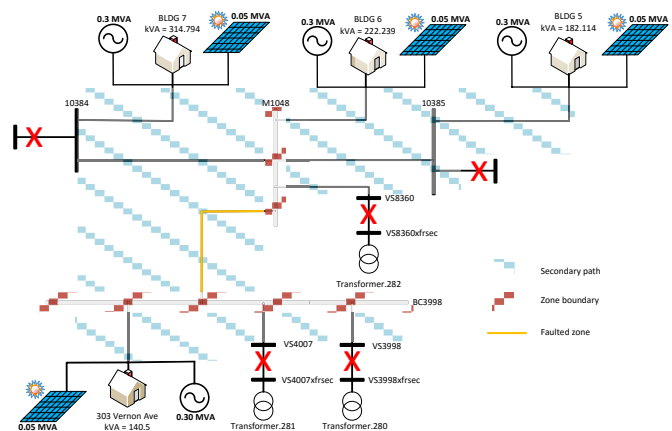 0.3 MVA
BLDG 7
kVA = 314.794
0.05 MVA
0.3 MVA
BLDG 6
kVA = 222.239
0.05 MVA
0.3 MVA
BLDG 5
kVA = 182.114
0.05 MVA
10384
M1048
10385
VS8360
VS8360xfrsec
Transformer.282
Secondary path
Zone boundary
BC3998
Faulted zone
VS4007
VS3998
VS4007xfrsec
VS3998xfrsec
0.05 MVA
303 Vernon Ave
kVA = 140.5
0.30 MVA
Transformer.281
Transformer.280